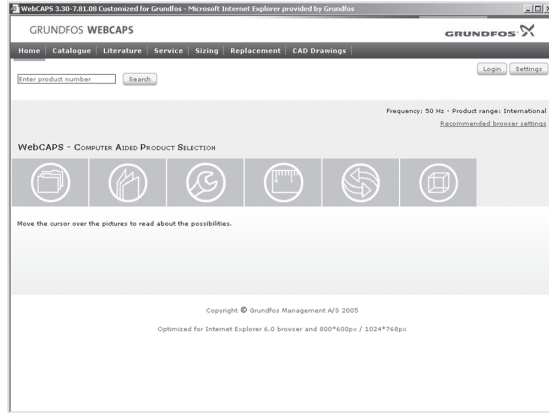 WebCAPS 3.30-7.81.08 Customized for Grundfos - Microsoft Internet Explorer provided by Grundfos
GRUNDFOS WEBCAPS
GRUNDFOS
Home | Catalogue | Literature | Service | Sizing | Replacement | CAD Drawings |
Login Settings
Enter product number Search
Frequency: 50 Hz - Product range: International
Recommended browser settings
WebCAPS - Computer Aided Product Selection
Move the cursor over the pictures to read about the possibilities.
Copyright © Grundfos Management A/S 2005
Optimized for Internet Explorer 6.0 browser and 800*600px / 1024*768px